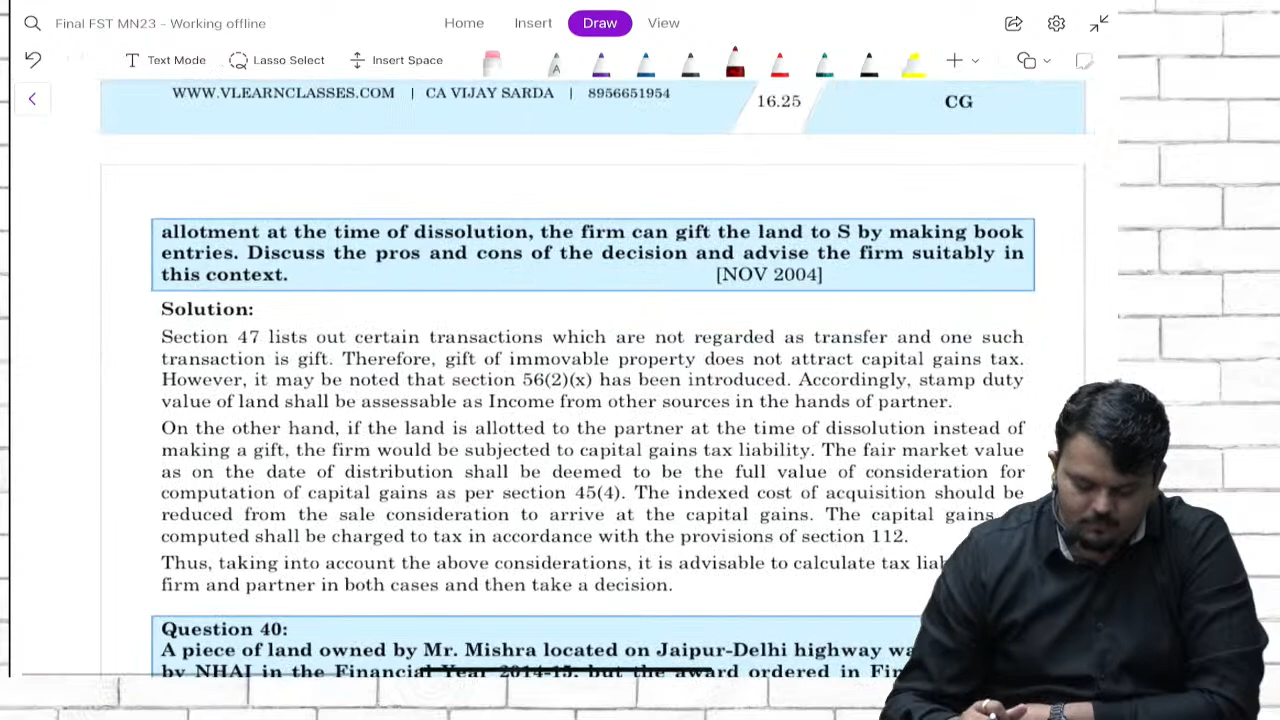 Final FST MN23 - Working offline
Home Insert Draw View
Text Mode Lasso Select Insert Space
WWW.VLEARNCLASSES.COM | CA VIJAY SARDA | 8956651954 16.25 CG
allotment at the time of dissolution, the firm can gift the land to S by making book
entries. Discuss the pros and cons of the decision and advise the firm suitably in
this context. [NOV 2004]
Solution:
Section 47 lists out certain transactions which are not regarded as transfer and one such
transaction is gift. Therefore, gift of immovable property does not attract capital gains tax.
However, it may be noted that section 56(2)(x) has been introduced. Accordingly, stamp duty
value of land shall be assessable as Income from other sources in the hands of partner.
On the other hand, if the land is allotted to the partner at the time of dissolution instead of
making a gift, the firm would be subjected to capital gains tax liability. The fair market value
as on the date of distribution shall be deemed to be the full value of consideration for
computation of capital gains as per section 45(4). The indexed cost of acquisition should be
reduced from the sale consideration to arrive at the capital gains. The capital gains
computed shall be charged to tax in accordance with the provisions of section 112.
Thus, taking into account the above considerations, it is advisable to calculate tax
firm and partner in both cases and then take a decision.
Question 40:
A piece of land owned by Mr. Mishra located on Jaipur-Delhi highway
by NHAI in the Financial Year 2014-15, but the award ordered in